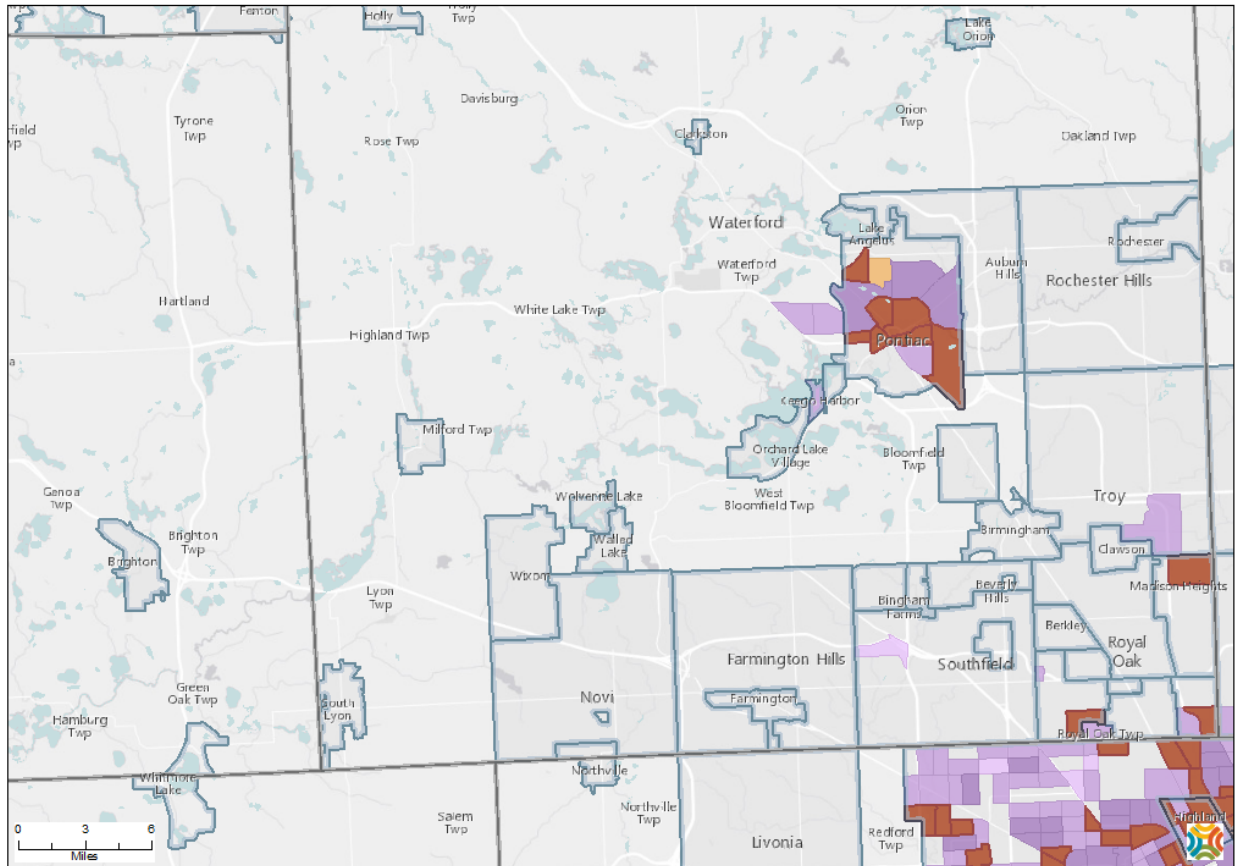 Fenton
Holly
Twp
Lake
Orion
Davisburg
Tyrone
Twp
Orion
Twp
field
wp
Rose Twp
Clarkston
Oakland Twp
Waterford
Lake
Angelus
Rochester
Waterford
Twp
Auburn
Hills
Rochester Hills
Hartland
White Lake Twp
Highland Twp
Pontiac
Keego Harbor
Milford Twp
Orchard Lake
Village
Bloomfield
Twp
Genoa
Twp
Wolverine Lake
West
Bloomfield Twp
Troy
Brighton
Twp
Birmingham
Brighton
Walled
Lake
Clawson
Wixom
Lyon
Twp
Beverly
Hills
Madison Heights
Bingham
Farms
Berkley
Royal
Oak
Farmington Hills
Southfield
Green
Oak Twp
Novi
Farmington
South
Lyon
Hamburg
Twp
Royal Oak Twp
Whitmore
Lake
Northville
Northville
Twp
Salem
Twp
Livonia
Redford
Twp
Highland
0 3 6
Miles